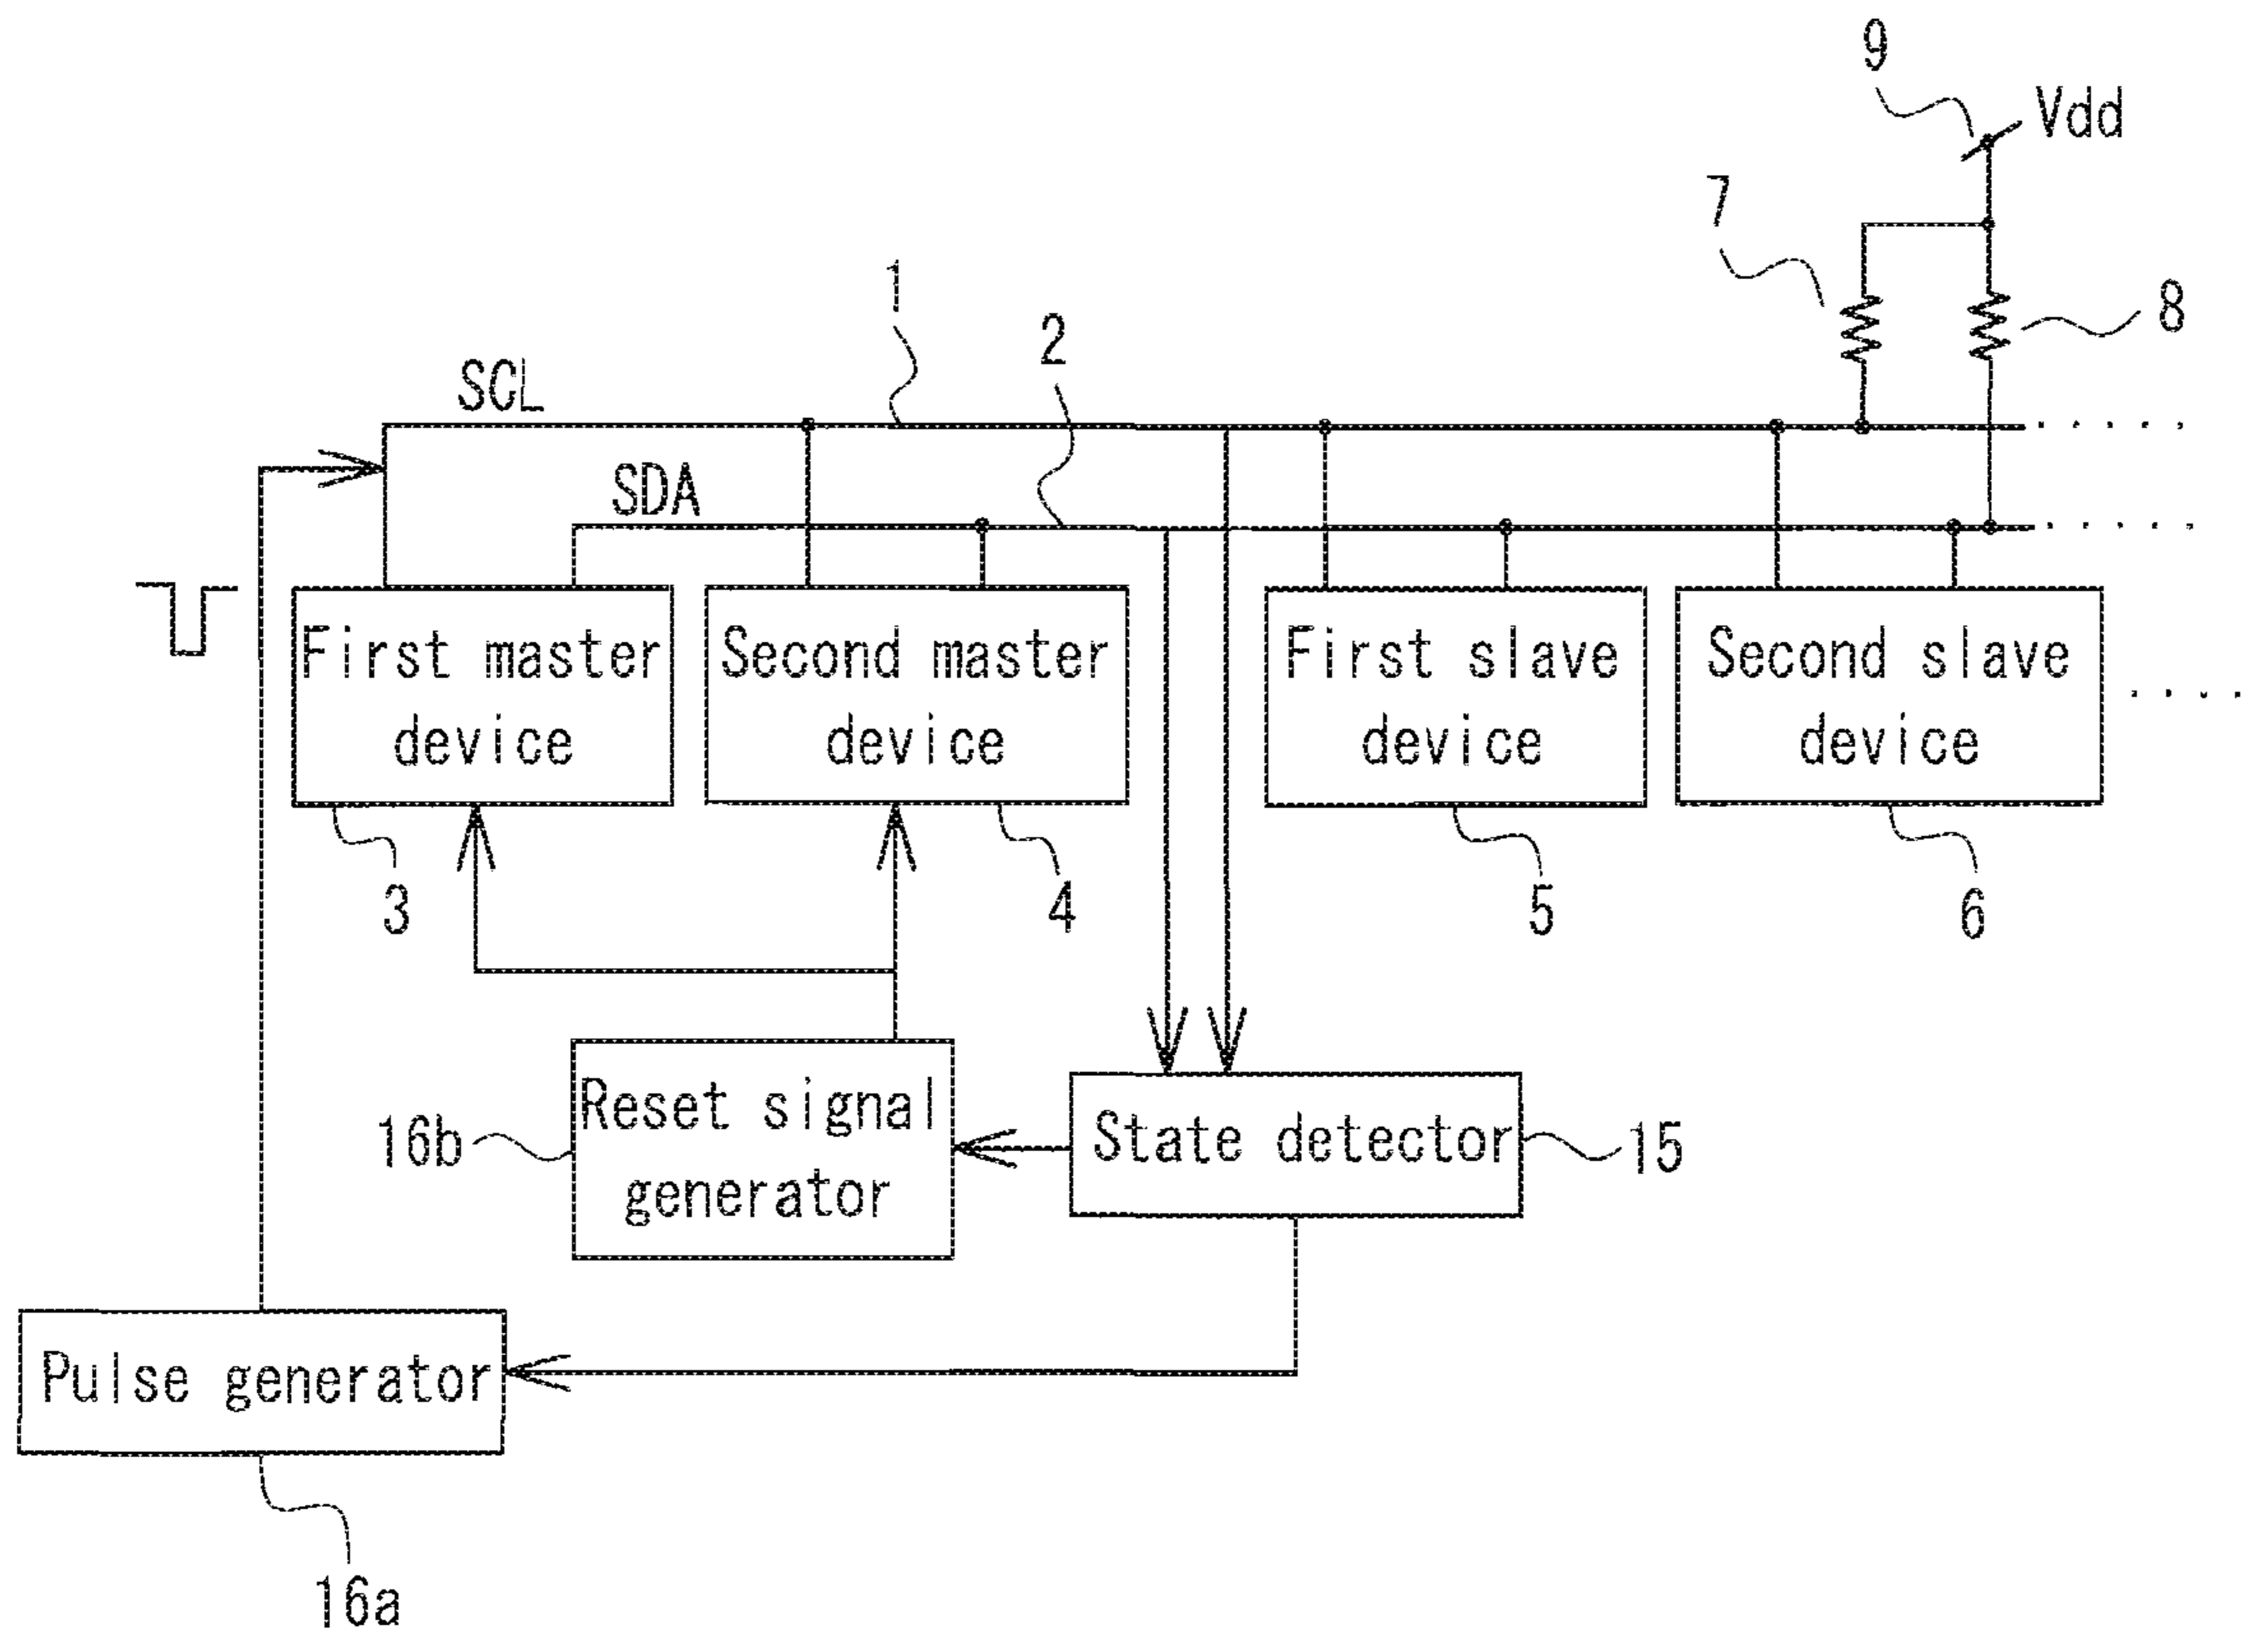 9
Vdd
7
8
1
2
SCL
SDA
First master
device
Second master
device
First slave
device
Second slave
device
3
4
5
6
Reset signal
generator
16b
State detector
15
Pulse generator
16a